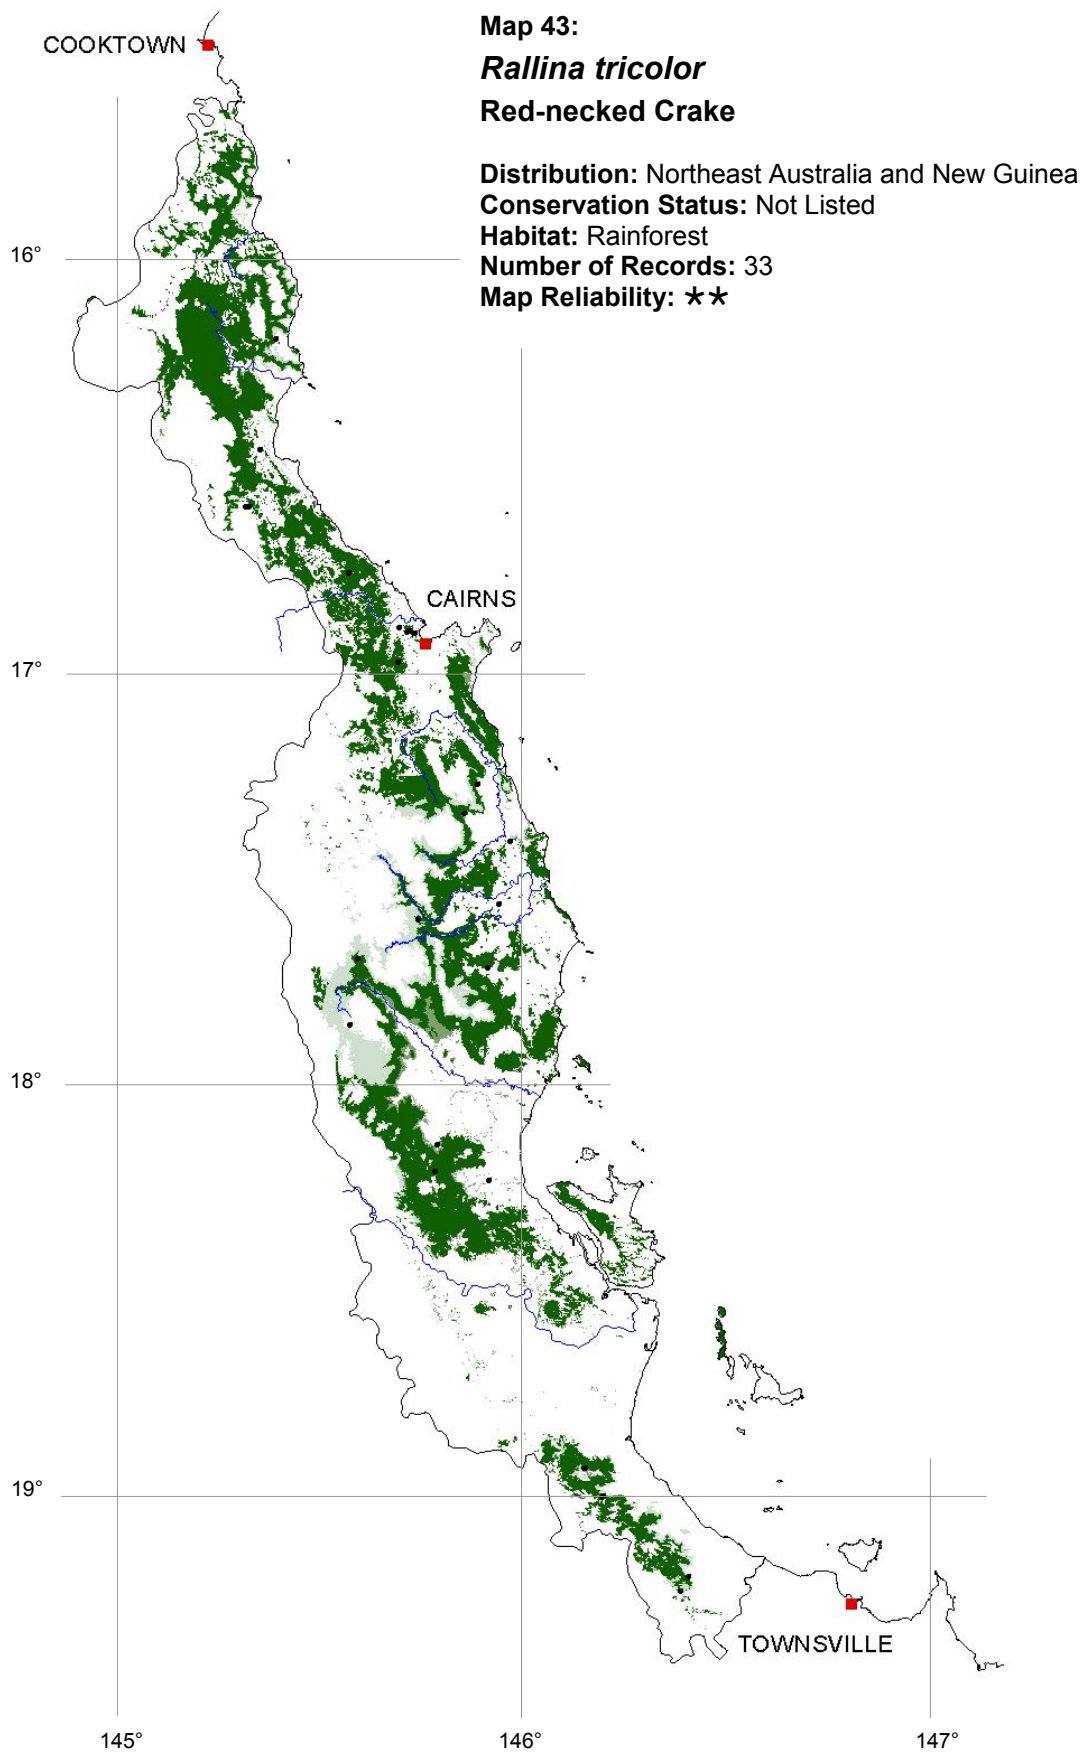 Map 43:
Rallina tricolor
Red-necked Crake
Distribution: Northeast Australia and New Guinea
Conservation Status: Not Listed
Habitat: Rainforest
Number of Records: 33
Map Reliability: **
COOKTOWN
16°
CAIRNS
17°
18°
19°
TOWNSVILLE
145°
146°
147°